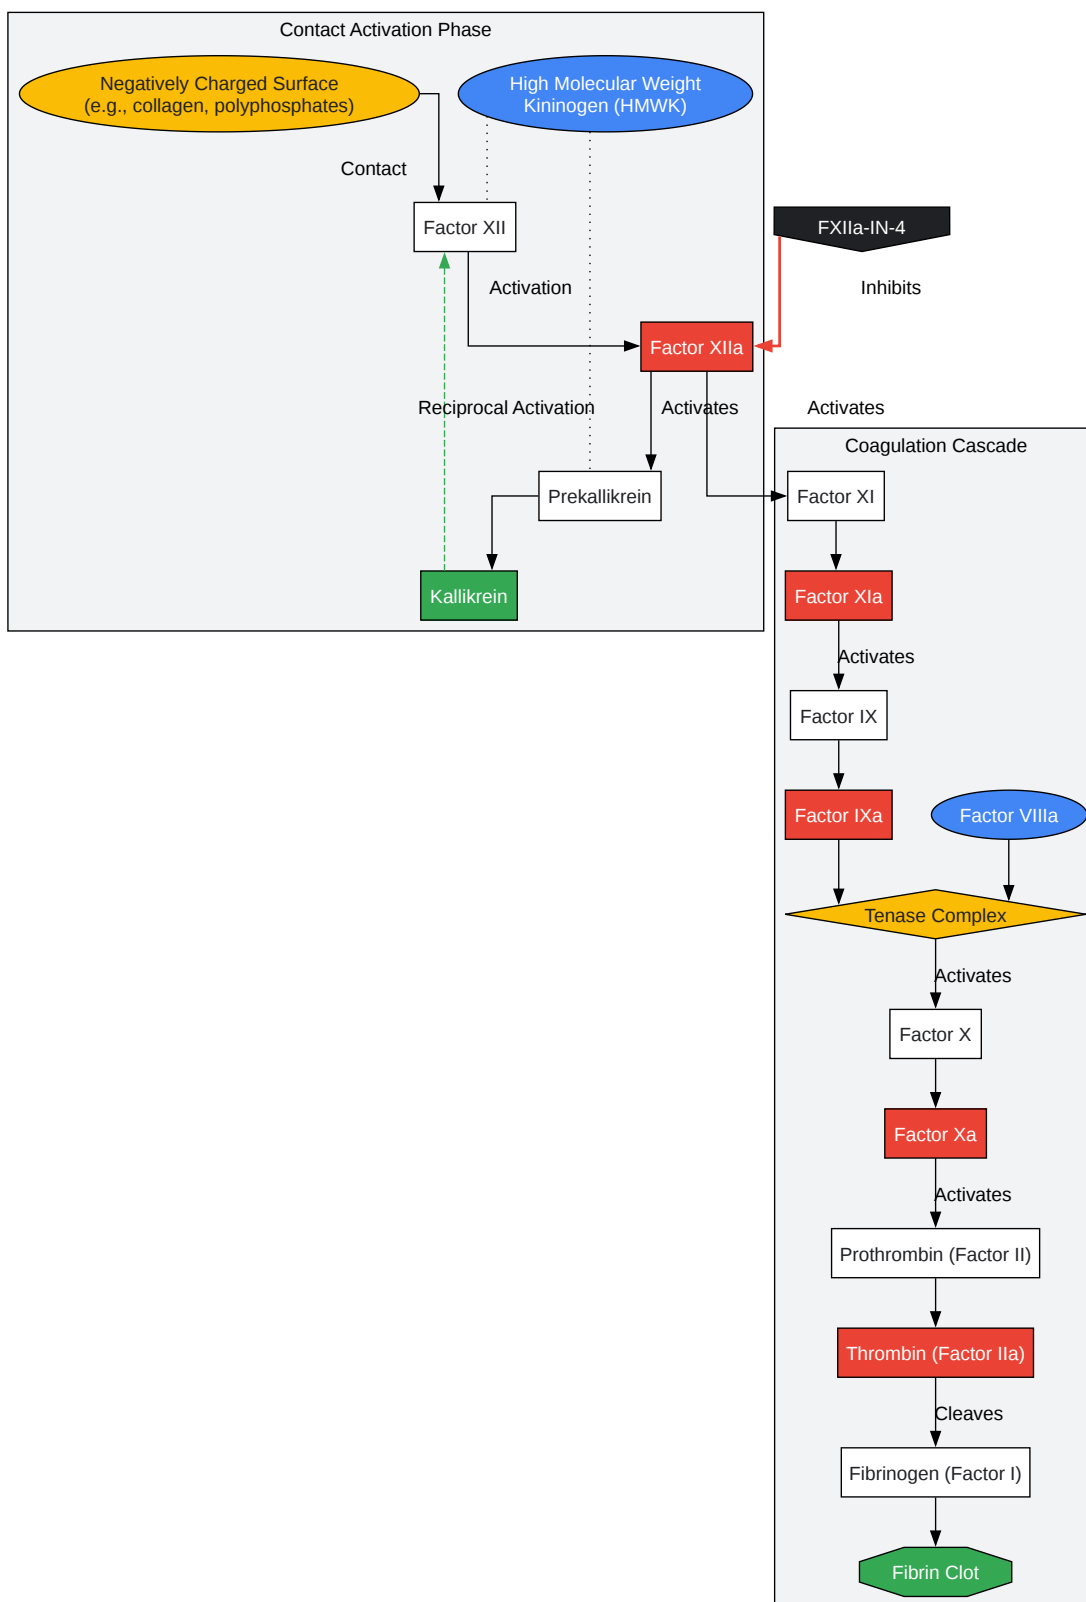 Contact Activation Phase
Negatively Charged Surface
(e.g., collagen, polyphosphates)
High Molecular Weight
Kininogen (HMWK)
Contact
Factor XII
FXIIa-IN-4
Activation
Inhibits
Factor XIIa
Reciprocal Activation
Activates
Activates
Coagulation Cascade
Prekallikrein
Factor XI
Kallikrein
Factor XIa
Activates
Factor IX
Factor IXa
Factor VIIIa
Tenase Complex
Activates
Factor X
Factor Xa
Activates
Prothrombin (Factor II)
Thrombin (Factor IIa)
Cleaves
Fibrinogen (Factor I)
Fibrin Clot